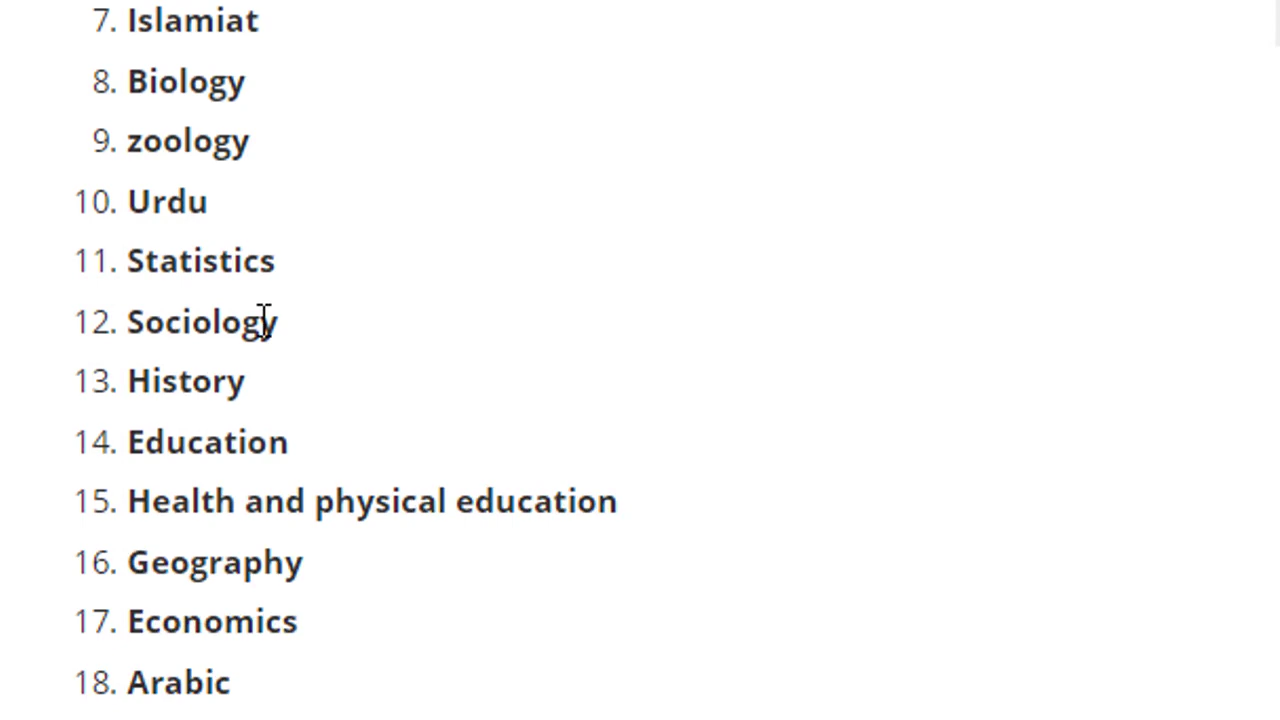 7. Islamiat
8. Biology
9. zoology
10. Urdu
11. Statistics
12. Sociology
13. History
14. Education
15. Health and physical education
16. Geography
17. Economics
18. Arabic